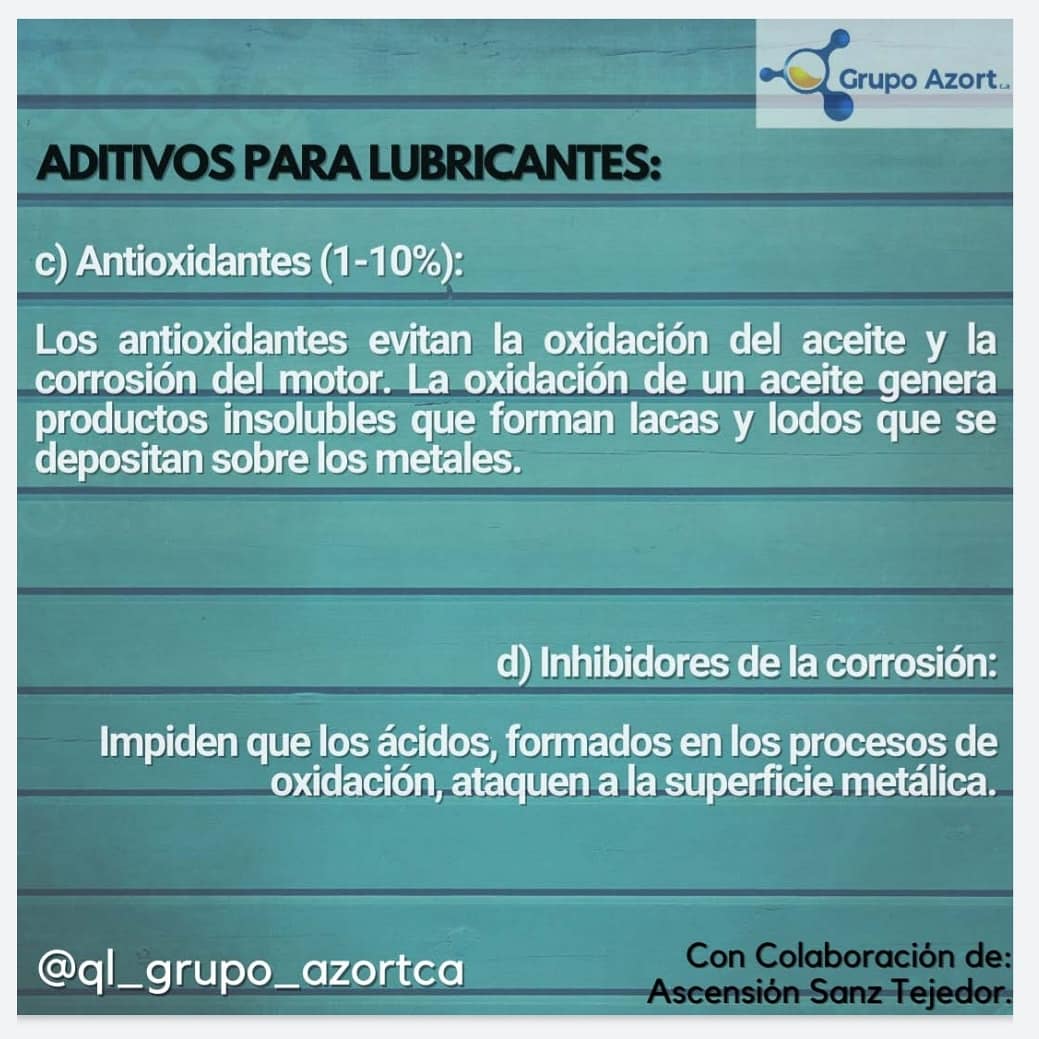 Grupo Azort C.A
ADITIVOS PARA LUBRICANTES:
c) Antioxidantes (1-10%):
Los antioxidantes evitan la oxidación del aceite y la
corrosión del motor. La oxidación de un aceite genera
productos insolubles que forman lacas y lodos que se
depositan sobre los metales.
d) Inhibidores de la corrosión:
Impiden que los ácidos, formados en los procesos de
oxidación, ataquen a la superficie metálica.
@ql_grupo_azortca
Con Colaboración de:
Ascensión Sanz Tejedor.